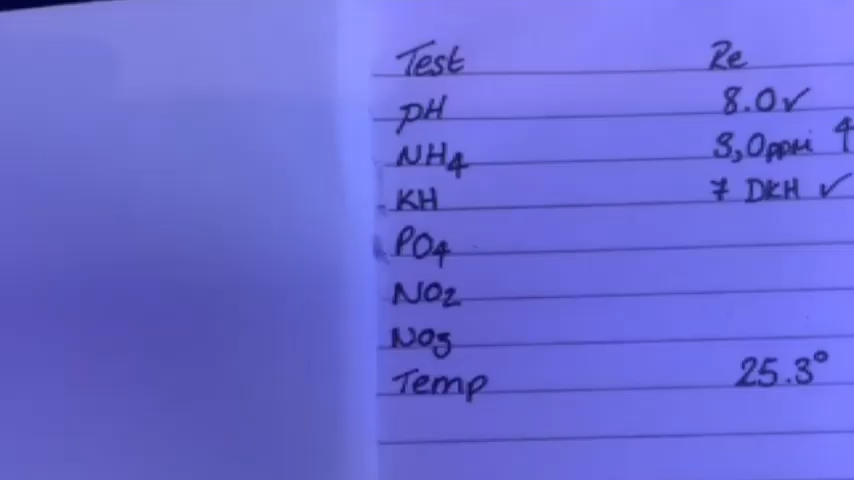 Test Re
pH 8.0✓
NH4 3,0ppm ↑
KH 7 DKH ✓
PO4
NO2
NO3
Temp 25.3°